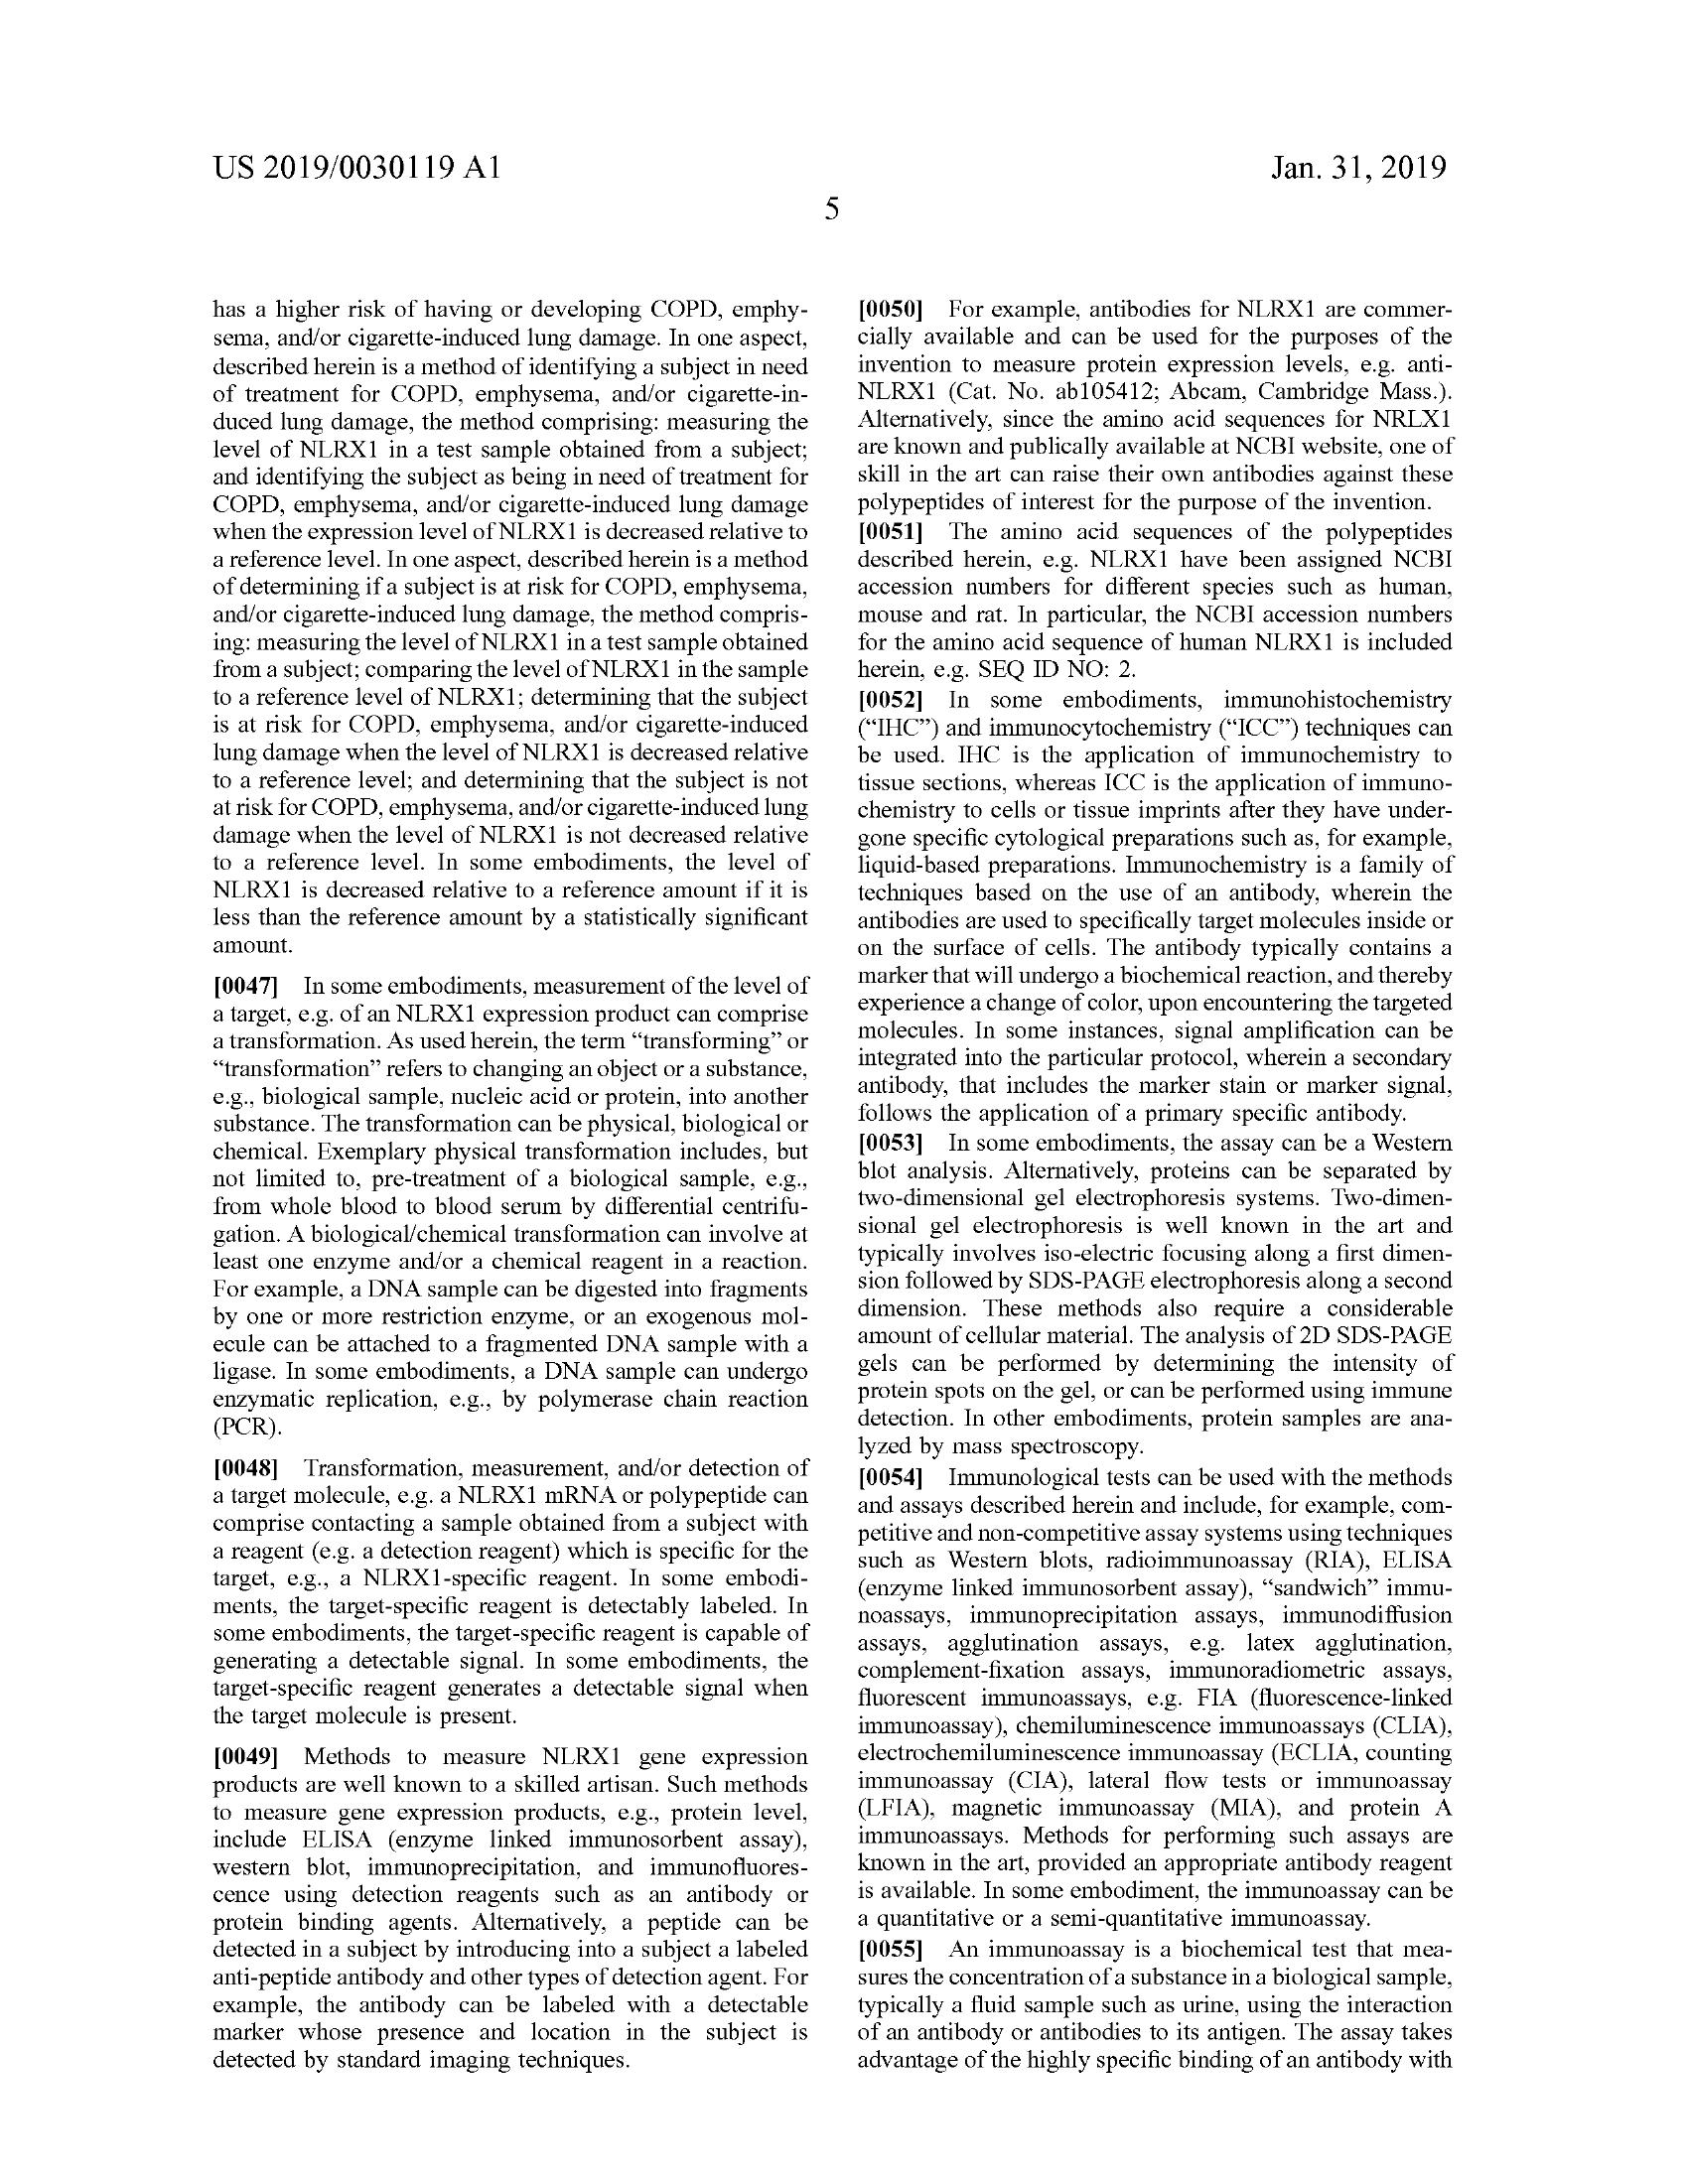 US 2019/0030119 A1
Jan. 31, 2019
5
has a higher risk of having or developing COPD, emphy-
sema, and/or cigarette-induced lung damage. In one aspect,
described herein is a method of identifying a subject in need
of treatment for COPD, emphysema, and/or cigarette-in-
duced lung damage, the method comprising: measuring the
level of NLRX1 in a test sample obtained from a subject;
and identifying the subject as being in need of treatment for
COPD, emphysema, and/or cigarette-induced lung damage
when the expression level of NLRX1 is decreased relative to
a reference level. In one aspect, described herein is a method
of determining if a subject is at risk for COPD, emphysema,
and/or cigarette-induced lung damage, the method compris-
ing: measuring the level of NLRX1 in a test sample obtained
from a subject; comparing the level of NLRX1 in the sample
to a reference level of NLRX1; determining that the subject
is at risk for COPD, emphysema, and/or cigarette-induced
lung damage when the level of NLRX1 is decreased relative
to a reference level; and determining that the subject is not
at risk for COPD, emphysema, and/or cigarette-induced lung
damage when the level of NLRX1 is not decreased relative
to a reference level. In some embodiments, the level of
NLRX1 is decreased relative to a reference amount if it is
less than the reference amount by a statistically significant
amount.
[0047] In some embodiments, measurement of the level of
a target, e.g. of an NLRX1 expression product can comprise
a transformation. As used herein, the term “transforming” or
“transformation” refers to changing an object or a substance,
e.g., biological sample, nucleic acid or protein, into another
substance. The transformation can be physical, biological or
chemical. Exemplary physical transformation includes, but
not limited to, pre-treatment of a biological sample, e.g.,
from whole blood to blood serum by differential centrifu-
gation. A biological/chemical transformation can involve at
least one enzyme and/or a chemical reagent in a reaction.
For example, a DNA sample can be digested into fragments
by one or more restriction enzyme, or an exogenous mol-
ecule can be attached to a fragmented DNA sample with a
ligase. In some embodiments, a DNA sample can undergo
enzymatic replication, e.g., by polymerase chain reaction
(PCR).
[0048] Transformation, measurement, and/or detection of
a target molecule, e.g. a NLRX1 mRNA or polypeptide can
comprise contacting a sample obtained from a subject with
a reagent (e.g. a detection reagent) which is specific for the
target, e.g., a NLRX1-specific reagent. In some embodi-
ments, the target-specific reagent is detectably labeled. In
some embodiments, the target-specific reagent is capable of
generating a detectable signal. In some embodiments, the
target-specific reagent generates a detectable signal when
the target molecule is present.
[0049] Methods to measure NLRX1 gene expression
products are well known to a skilled artisan. Such methods
to measure gene expression products, e.g., protein level,
include ELISA (enzyme linked immunosorbent assay),
western blot, immunoprecipitation, and immunofluores-
cence using detection reagents such as an antibody or
protein binding agents. Alternatively, a peptide can be
detected in a subject by introducing into a subject a labeled
anti-peptide antibody and other types of detection agent. For
example, the antibody can be labeled with a detectable
marker whose presence and location in the subject is
detected by standard imaging techniques.
[0050] For example, antibodies for NLRX1 are commer-
cially available and can be used for the purposes of the
invention to measure protein expression levels, e.g. anti-
NLRX1 (Cat. No. ab105412; Abcam, Cambridge Mass.).
Alternatively, since the amino acid sequences for NRLX1
are known and publically available at NCBI website, one of
skill in the art can raise their own antibodies against these
polypeptides of interest for the purpose of the invention.
[0051] The amino acid sequences of the polypeptides
described herein, e.g. NLRX1 have been assigned NCBI
accession numbers for different species such as human,
mouse and rat. In particular, the NCBI accession numbers
for the amino acid sequence of human NLRX1 is included
herein, e.g. SEQ ID NO: 2.
[0052] In some embodiments, immunohistochemistry
(“IHC”) and immunocytochemistry (“ICC”) techniques can
be used. IHC is the application of immunochemistry to
tissue sections, whereas ICC is the application of immuno-
chemistry to cells or tissue imprints after they have under-
gone specific cytological preparations such as, for example,
liquid-based preparations. Immunochemistry is a family of
techniques based on the use of an antibody, wherein the
antibodies are used to specifically target molecules inside or
on the surface of cells. The antibody typically contains a
marker that will undergo a biochemical reaction, and thereby
experience a change of color, upon encountering the targeted
molecules. In some instances, signal amplification can be
integrated into the particular protocol, wherein a secondary
antibody, that includes the marker stain or marker signal,
follows the application of a primary specific antibody.
[0053] In some embodiments, the assay can be a Western
blot analysis. Alternatively, proteins can be separated by
two-dimensional gel electrophoresis systems. Two-dimen-
sional gel electrophoresis is well known in the art and
typically involves iso-electric focusing along a first dimen-
sion followed by SDS-PAGE electrophoresis along a second
dimension. These methods also require a considerable
amount of cellular material. The analysis of 2D SDS-PAGE
gels can be performed by determining the intensity of
protein spots on the gel, or can be performed using immune
detection. In other embodiments, protein samples are ana-
lyzed by mass spectroscopy.
[0054] Immunological tests can be used with the methods
and assays described herein and include, for example, com-
petitive and non-competitive assay systems using techniques
such as Western blots, radioimmunoassay (RIA), ELISA
(enzyme linked immunosorbent assay), “sandwich” immu-
noassays, immunoprecipitation assays, immunodiffusion
assays, agglutination assays, e.g. latex agglutination,
complement-fixation assays, immunoradiometric assays,
fluorescent immunoassays, e.g. FIA (fluorescence-linked
immunoassay), chemiluminescence immunoassays (CLIA),
electrochemiluminescence immunoassay (ECLIA, counting
immunoassay (CIA), lateral flow tests or immunoassay
(LFIA), magnetic immunoassay (MIA), and protein A
immunoassays. Methods for performing such assays are
known in the art, provided an appropriate antibody reagent
is available. In some embodiment, the immunoassay can be
a quantitative or a semi-quantitative immunoassay.
[0055] An immunoassay is a biochemical test that mea-
sures the concentration of a substance in a biological sample,
typically a fluid sample such as urine, using the interaction
of an antibody or antibodies to its antigen. The assay takes
advantage of the highly specific binding of an antibody with